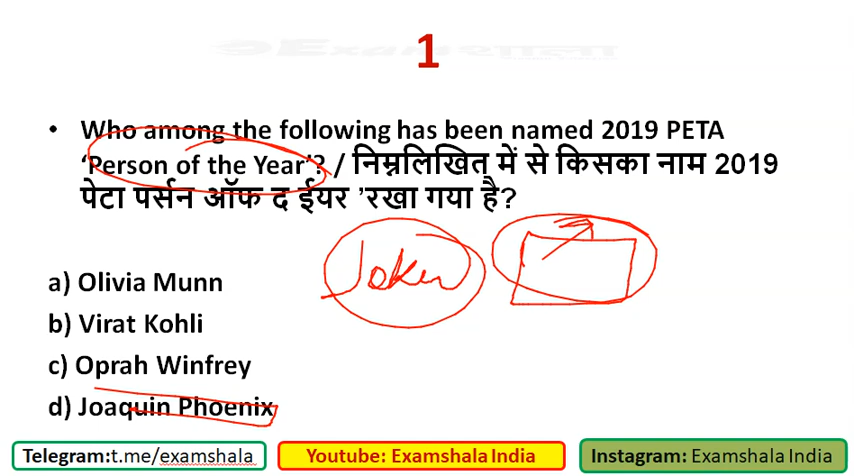 1
• Who among the following has been named 2019 PETA
‘Person of the Year’? / निम्नलिखित में से किसका नाम 2019
पेटा पर्सन ऑफ द ईयर ’रखा गया है?
Joker
a) Olivia Munn
b) Virat Kohli
c) Oprah Winfrey
d) Joaquin Phoenix
Telegram:t.me/examshala
Youtube: Examshala India
Instagram: Examshala India